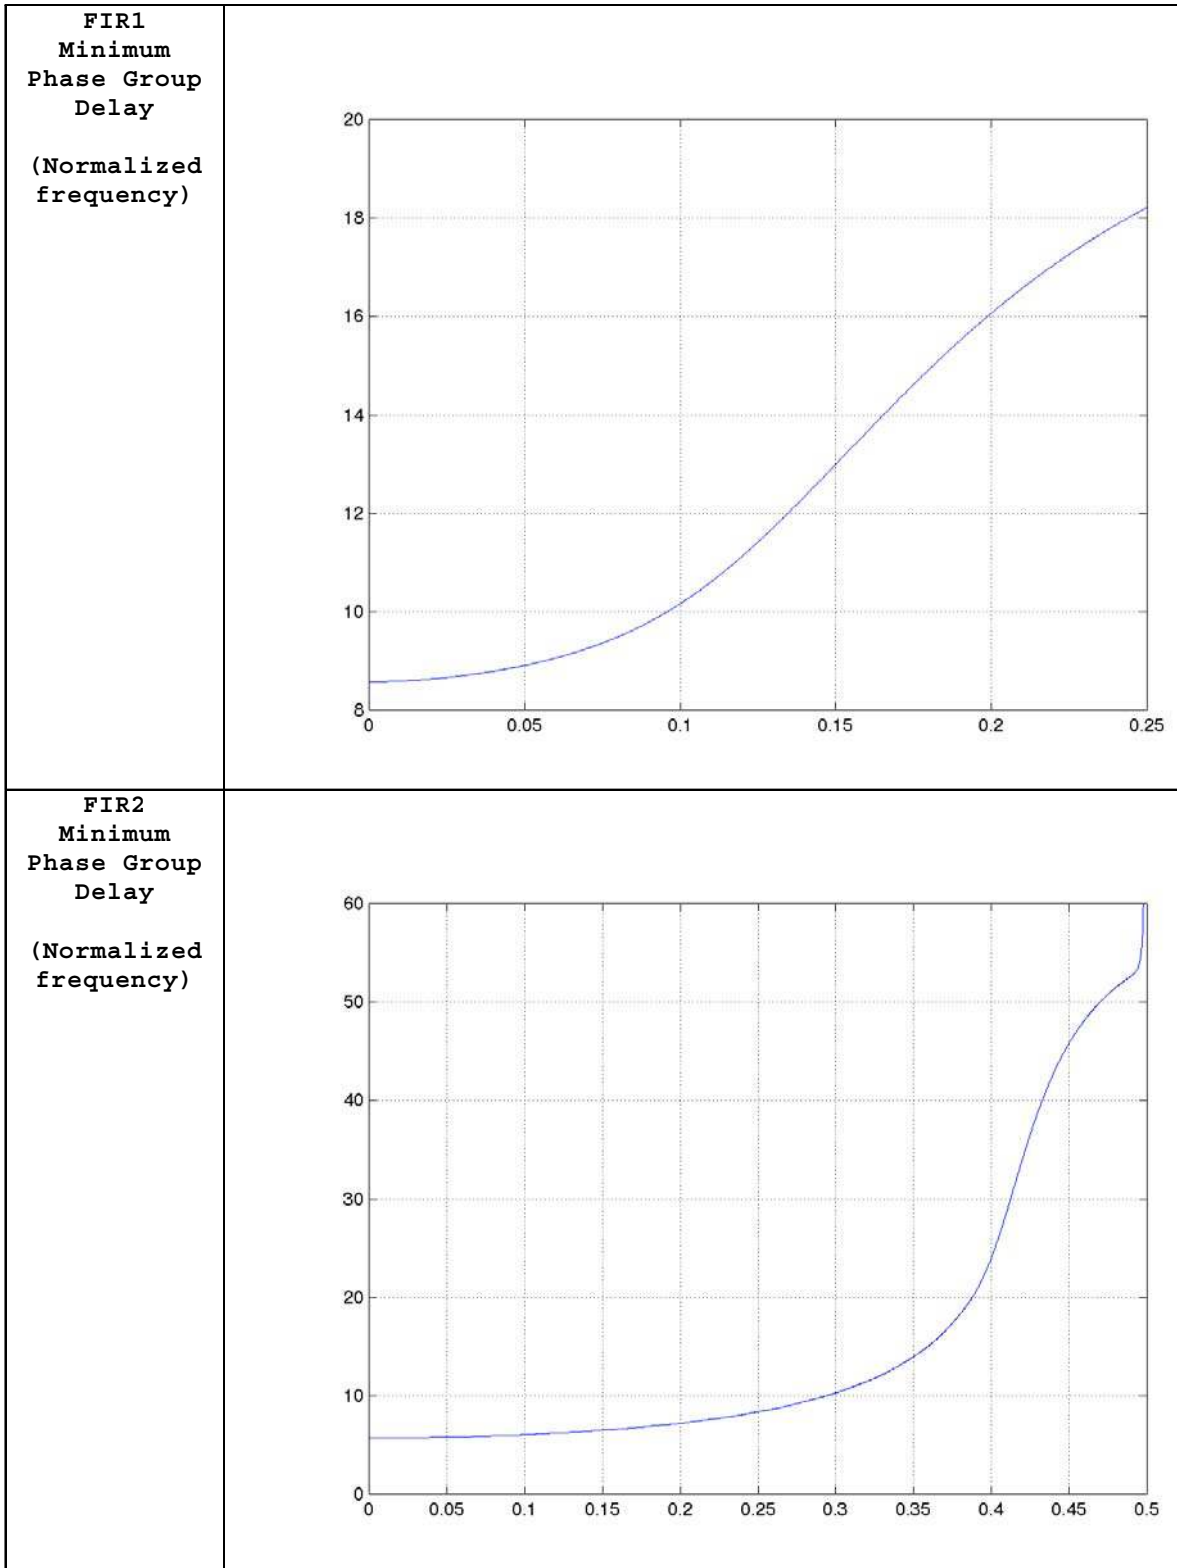 FIR1
Minimum
Phase Group
Delay
(Normalized
frequency)
20
18
16
14
12
10
8
0 0.05 0.1 0.15 0.2 0.25
FIR2
Minimum
Phase Group
Delay
(Normalized
frequency)
60
50
40
30
20
10
0
0 0.05 0.1 0.15 0.2 0.25 0.3 0.35 0.4 0.45 0.5